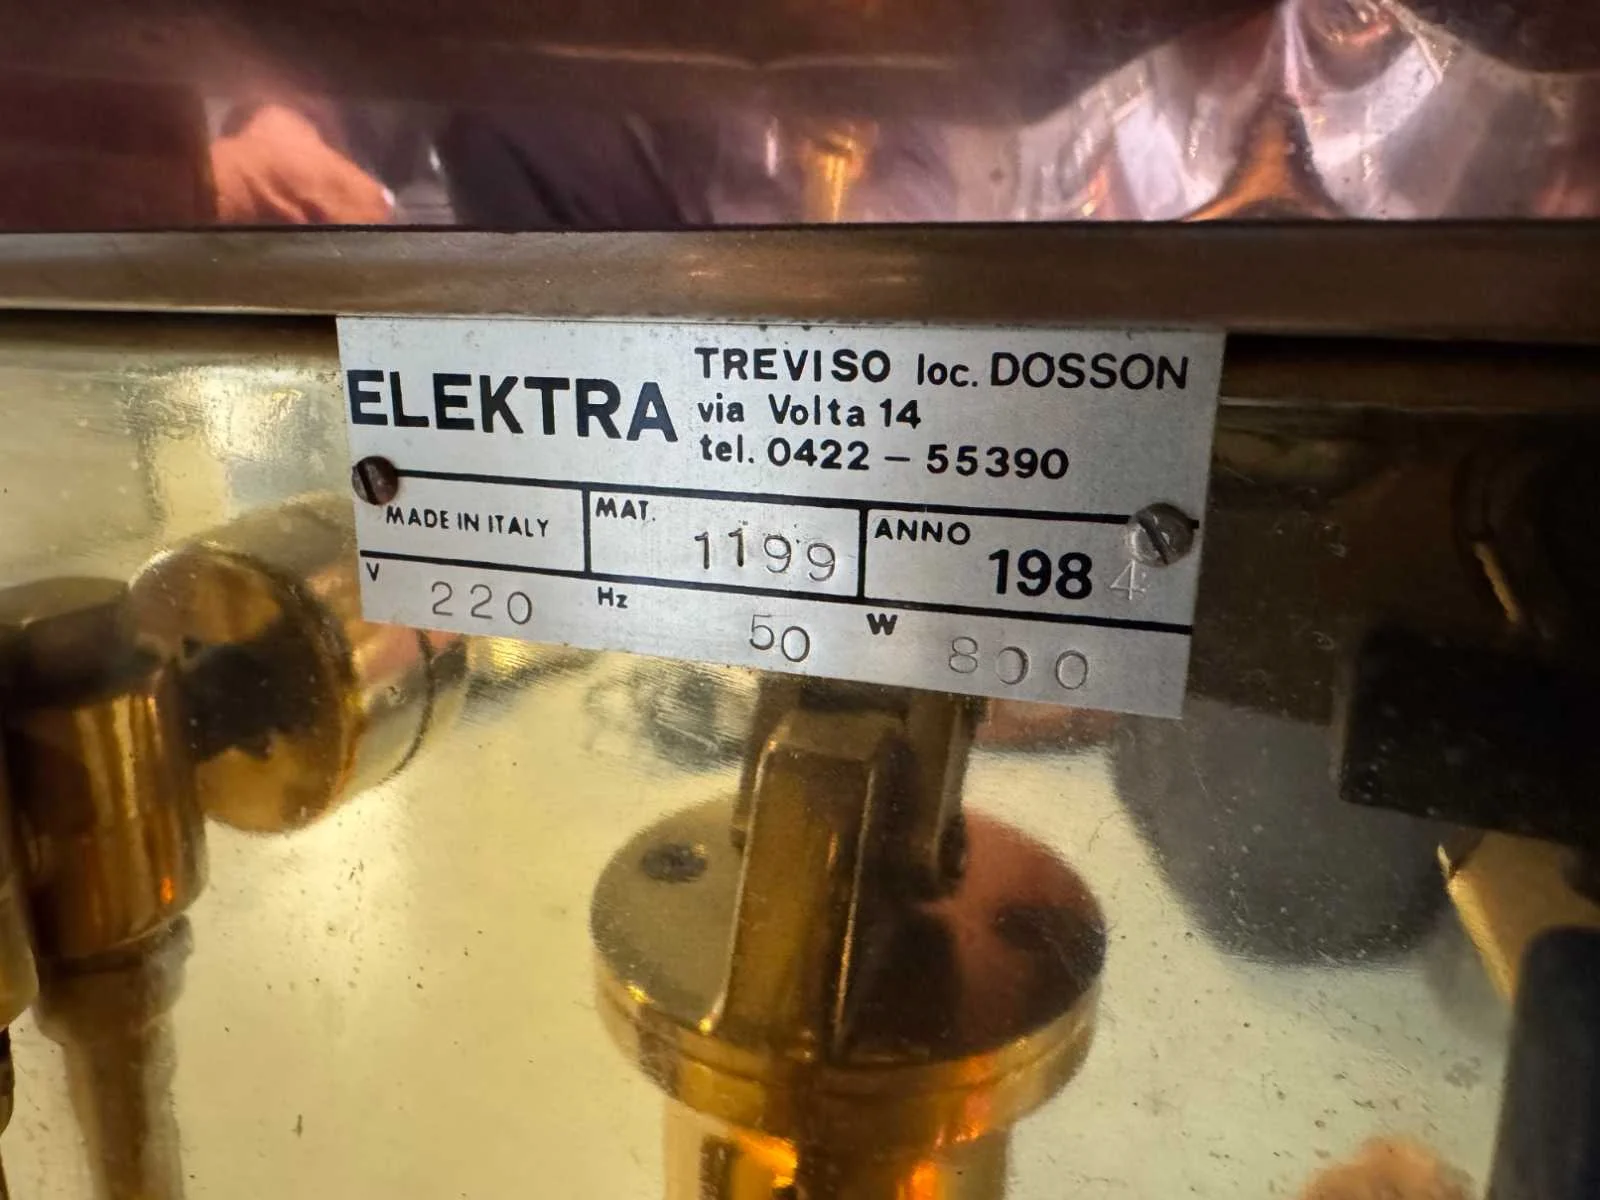 ELEKTRA
TREVISO loc. DOSSON
via Volta 14
tel. 0422 - 55390
MADE IN ITALY
MAT. 1199
ANNO 1984
V 220
Hz 50
W 800